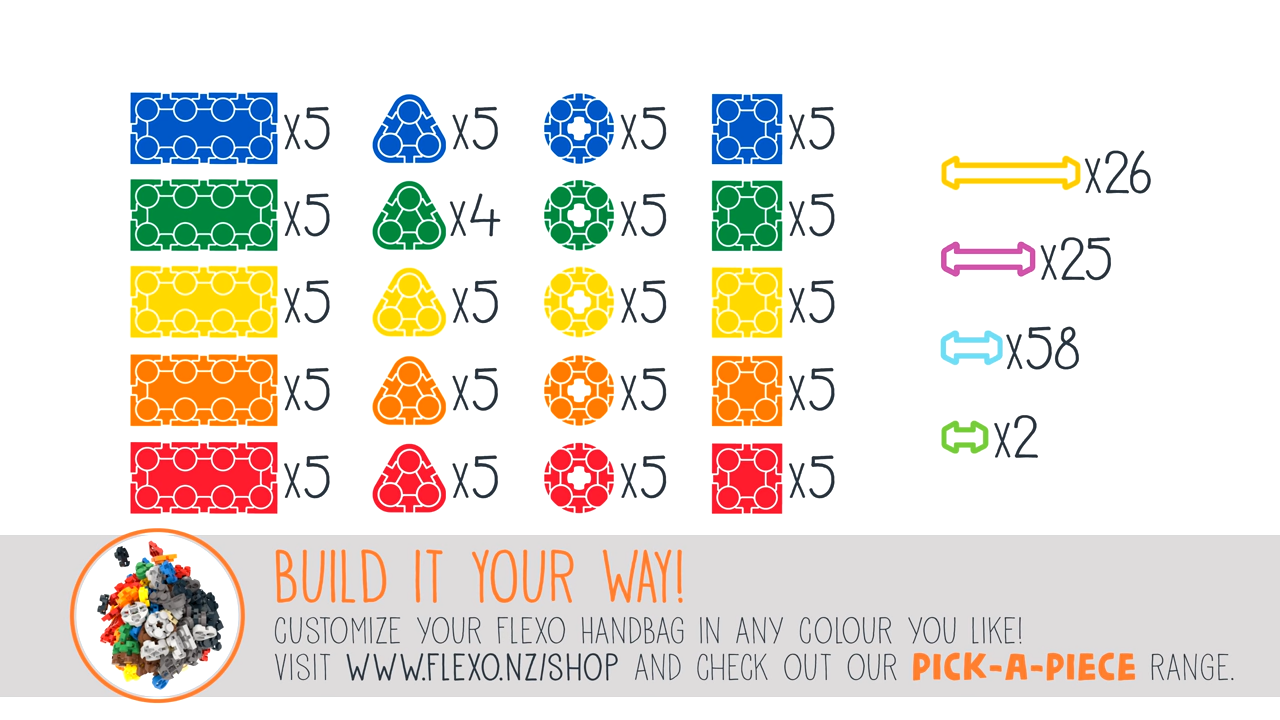 x5 x5 x5 x5
x5 x4 x5 x5
x5 x5 x5 x5
x5 x5 x5 x5
x5 x5 x5 x5
x26
x25
x58
x2
BUILD IT YOUR WAY!
CUSTOMIZE YOUR FLEXO HANDBAG IN ANY COLOUR YOU LIKE!
VISIT WWW.FLEXO.NZ/SHOP AND CHECK OUT OUR PICK-A-PIECE RANGE.